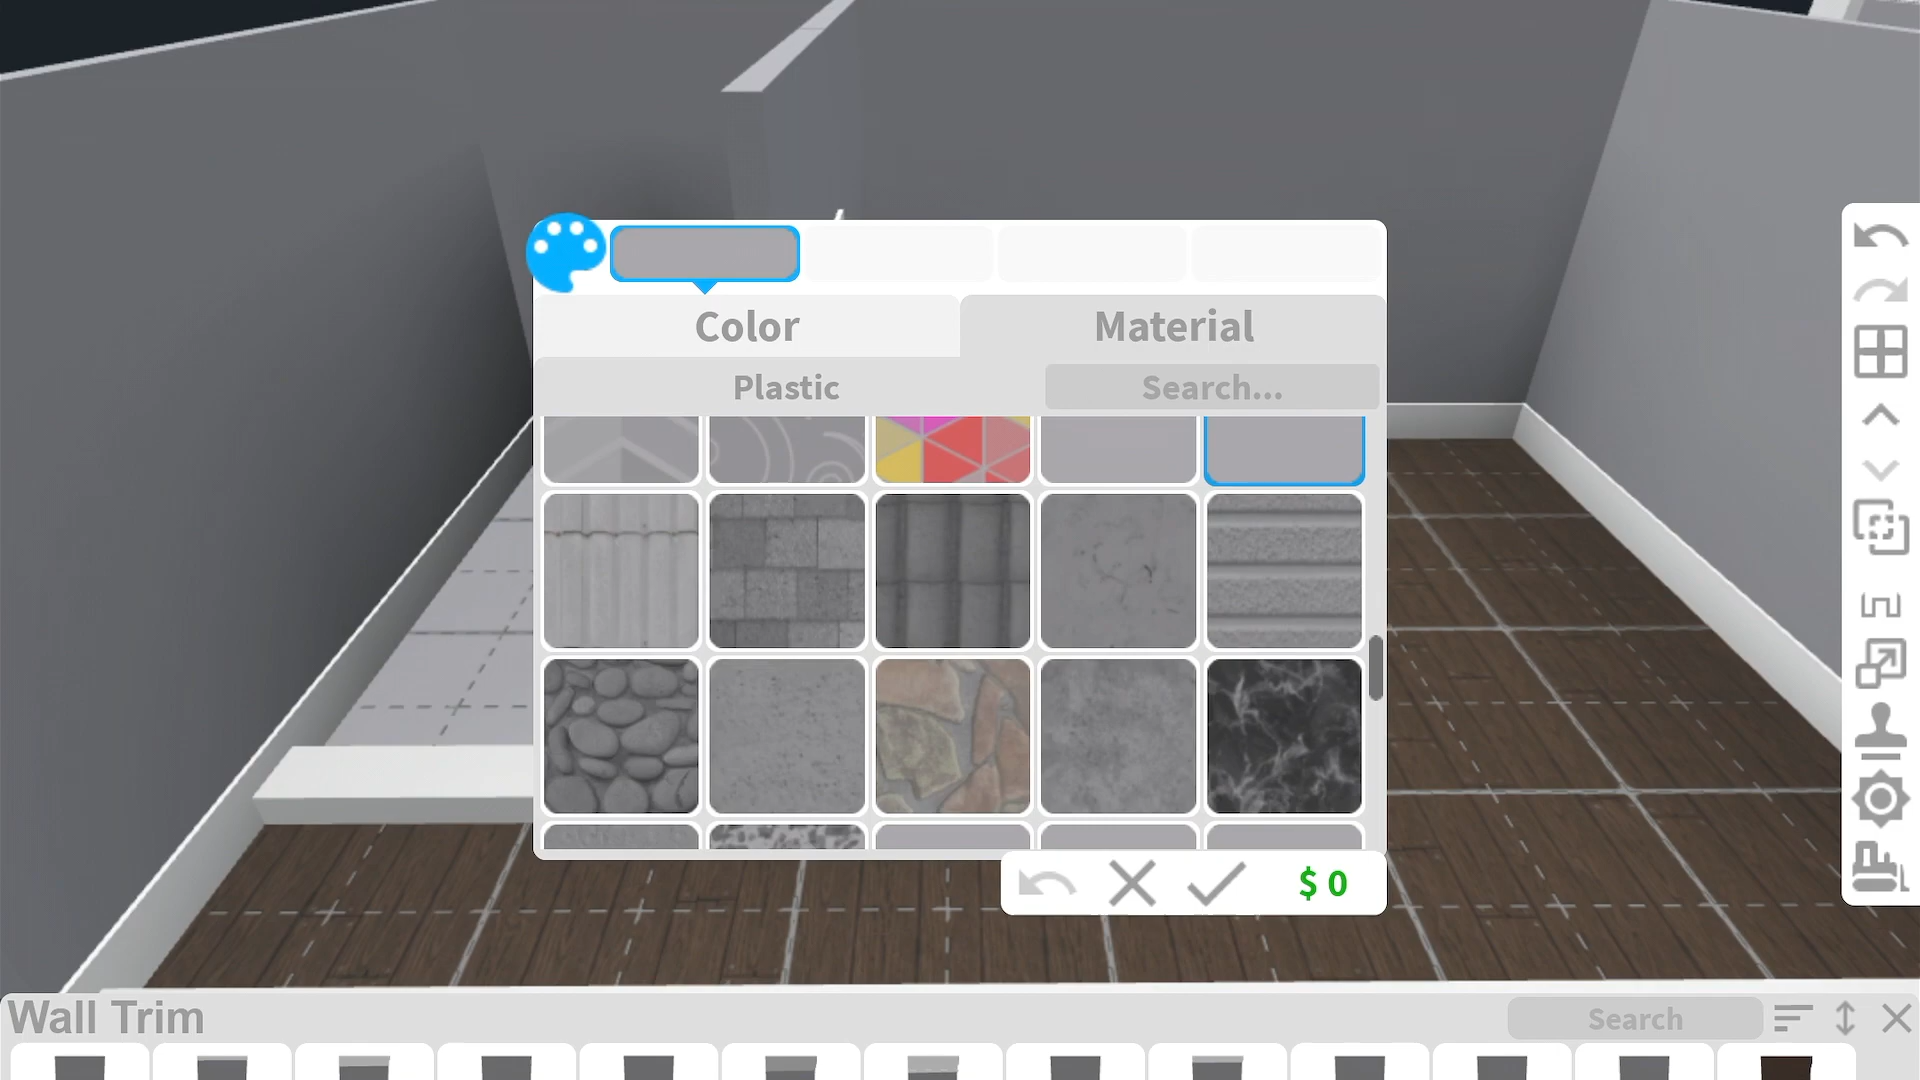 Color
Material
Plastic
Search...
$ 0
Wall Trim
Search